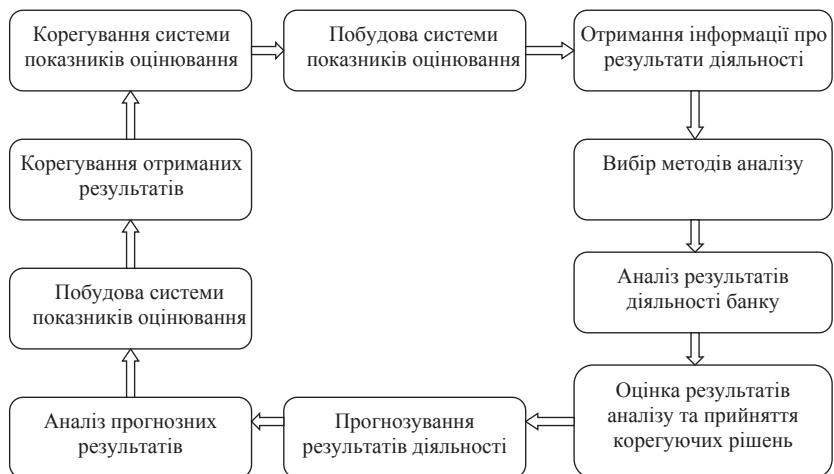 Корегування системи
показників оцінювання
Побудова системи
показників оцінювання
Отримання інформації про
результати діяльності
Корегування отриманих
результатів
Вибір методів аналізу
Побудова системи
показників оцінювання
Аналіз результатів
діяльності банку
Аналіз прогнозних
результатів
Прогнозування
результатів діяльності
Оцінка результатів
аналізу та прийняття
корегуючих рішень